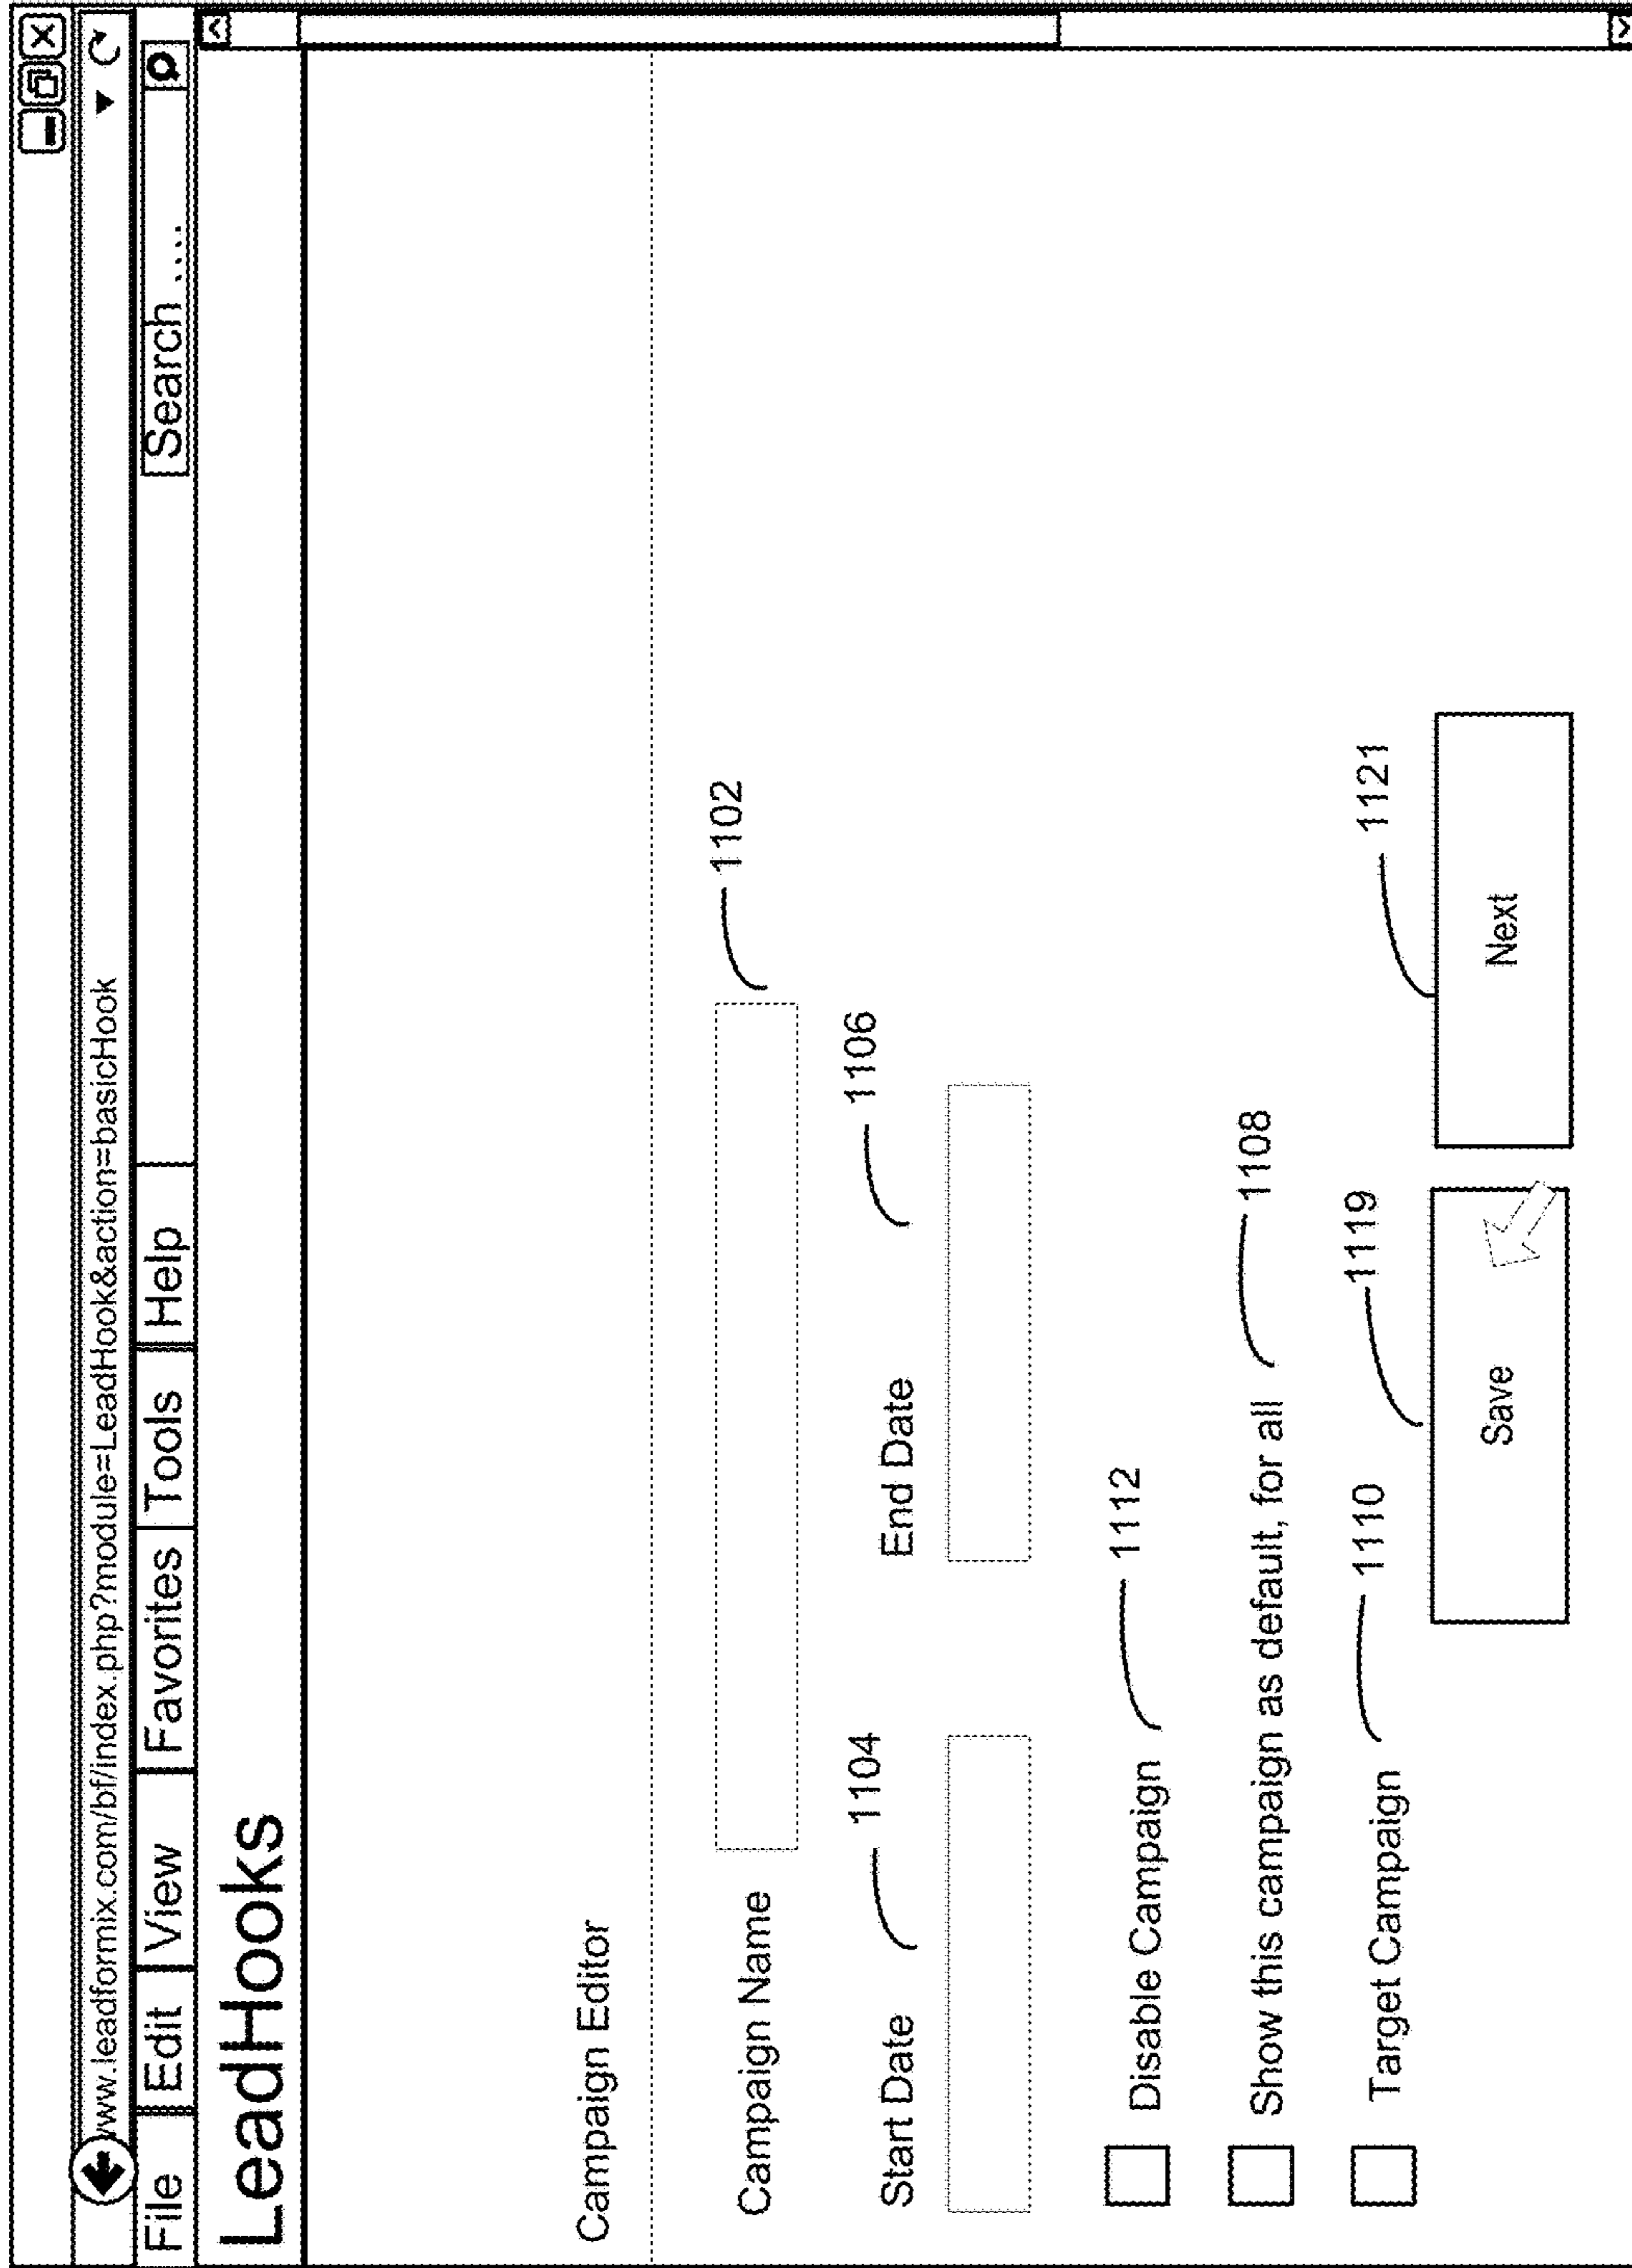 www.leadformix.com/bf/index.php?module=LeadHook&action=basicHook
File Edit View Favorites Tools Help Search ....
LeadHooks
Campaign Editor
1102
Campaign Name
1104 1106
Start Date End Date
1112
Disable Campaign
1108
Show this campaign as default, for all
1110 1119 1121
Target Campaign
Save Next